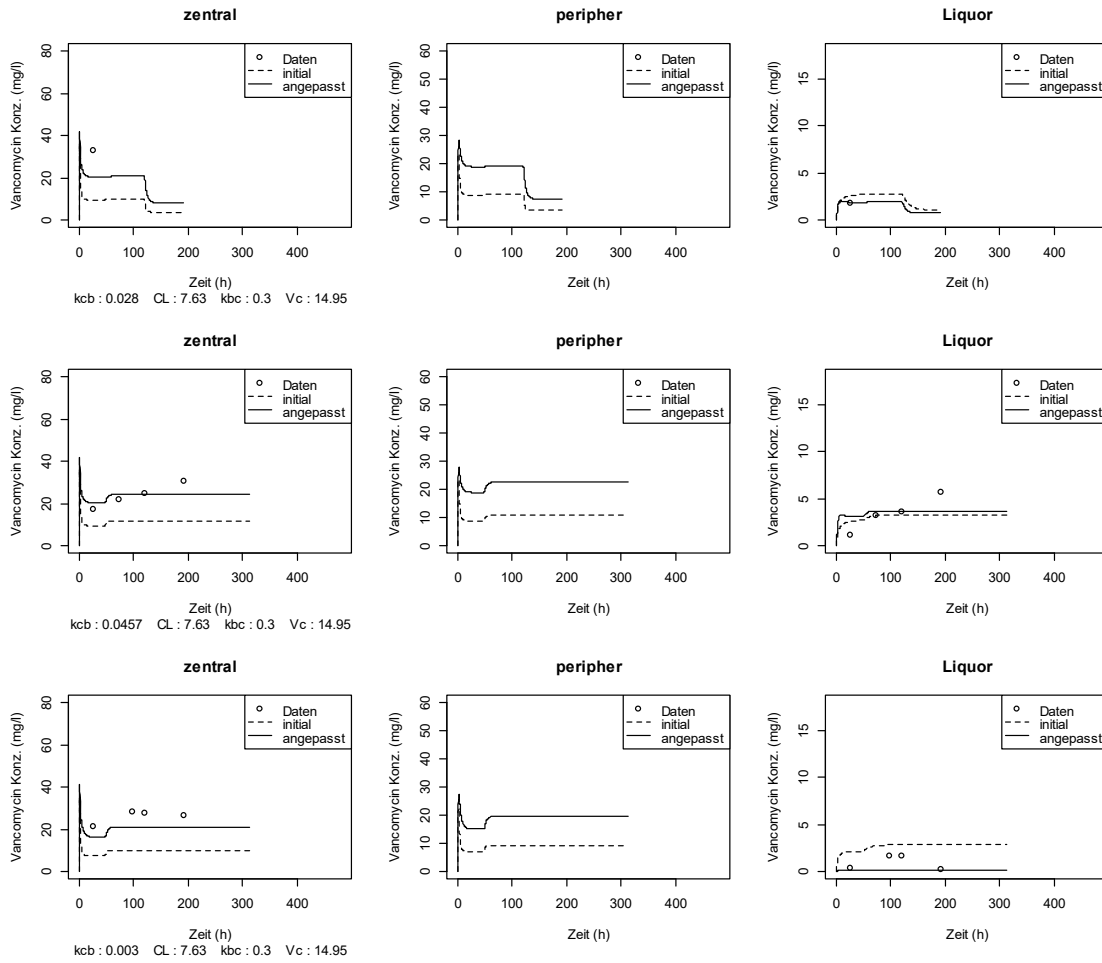 zentral
peripher
Liquor
Vancomycin Konz. (mg/l)
0 20 40 60 80
Daten
initial
angepasst
0 100 200 300 400
Zeit (h)
kcb : 0.028 CL : 7.63 kbc : 0.3 Vc : 14.95
Vancomycin Konz. (mg/l)
0 10 20 30 40 50 60
Daten
initial
angepasst
0 100 200 300 400
Zeit (h)
Vancomycin Konz. (mg/l)
0 5 10 15
Daten
initial
angepasst
0 100 200 300 400
Zeit (h)
zentral
peripher
Liquor
Vancomycin Konz. (mg/l)
0 20 40 60 80
Daten
initial
angepasst
0 100 200 300 400
Zeit (h)
kcb : 0.0457 CL : 7.63 kbc : 0.3 Vc : 14.95
Vancomycin Konz. (mg/l)
0 10 20 30 40 50 60
Daten
initial
angepasst
0 100 200 300 400
Zeit (h)
Vancomycin Konz. (mg/l)
0 5 10 15
Daten
initial
angepasst
0 100 200 300 400
Zeit (h)
zentral
peripher
Liquor
Vancomycin Konz. (mg/l)
0 20 40 60 80
Daten
initial
angepasst
0 100 200 300 400
Zeit (h)
kcb : 0.003 CL : 7.63 kbc : 0.3 Vc : 14.95
Vancomycin Konz. (mg/l)
0 10 20 30 40 50 60
Daten
initial
angepasst
0 100 200 300 400
Zeit (h)
Vancomycin Konz. (mg/l)
0 5 10 15
Daten
initial
angepasst
0 100 200 300 400
Zeit (h)